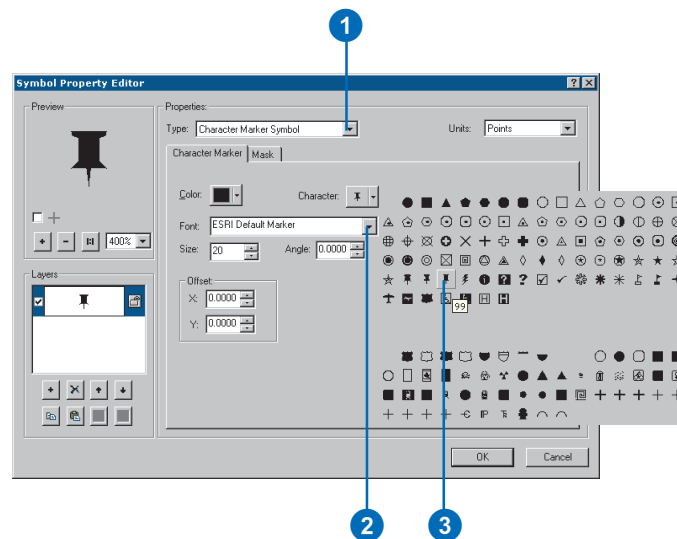 1
Symbol Property Editor
Preview
Properties:
Type: Character Marker Symbol
Units: Points
Character Marker
Mask
Color:
Character:
Font: ESRI Default Marker
Size: 20
Angle: 0.0000
1:1
400%
Offset:
X: 0.0000
Y: 0.0000
Layers
99
OK
Cancel
2
3